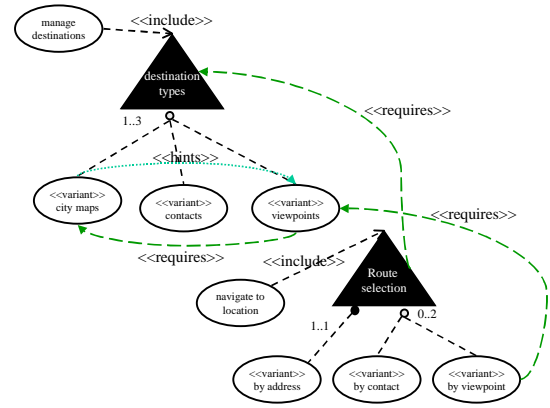 <<include>>
manage
destinations
destination
types
<<requires>>
1..3
<<hints>>
<<variant>>
city maps
<<variant>>
contacts
<<variant>>
viewpoints
<<requires>>
<<requires>>
<<include>>
Route
selection
navigate to
location
1..1
0..2
<<variant>>
by address
<<variant>>
by contact
<<variant>>
by viewpoint